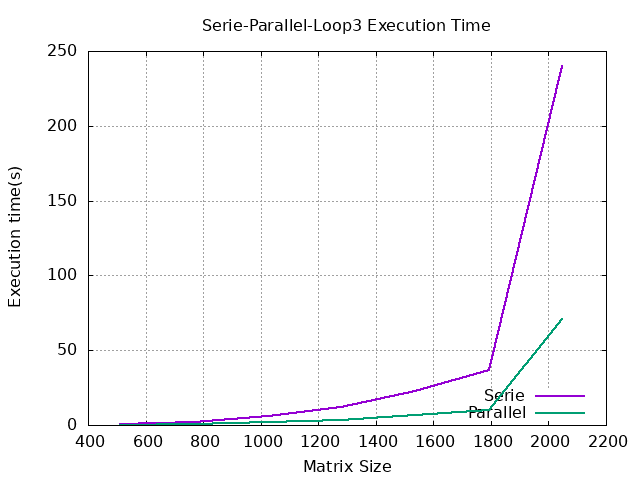 Serie-Parallel-Loop3 Execution Time
250
200
150
100
50
0
Execution time(s)
400 600 800 1000 1200 1400 1600 1800 2000 2200
Matrix Size
Serie
Parallel